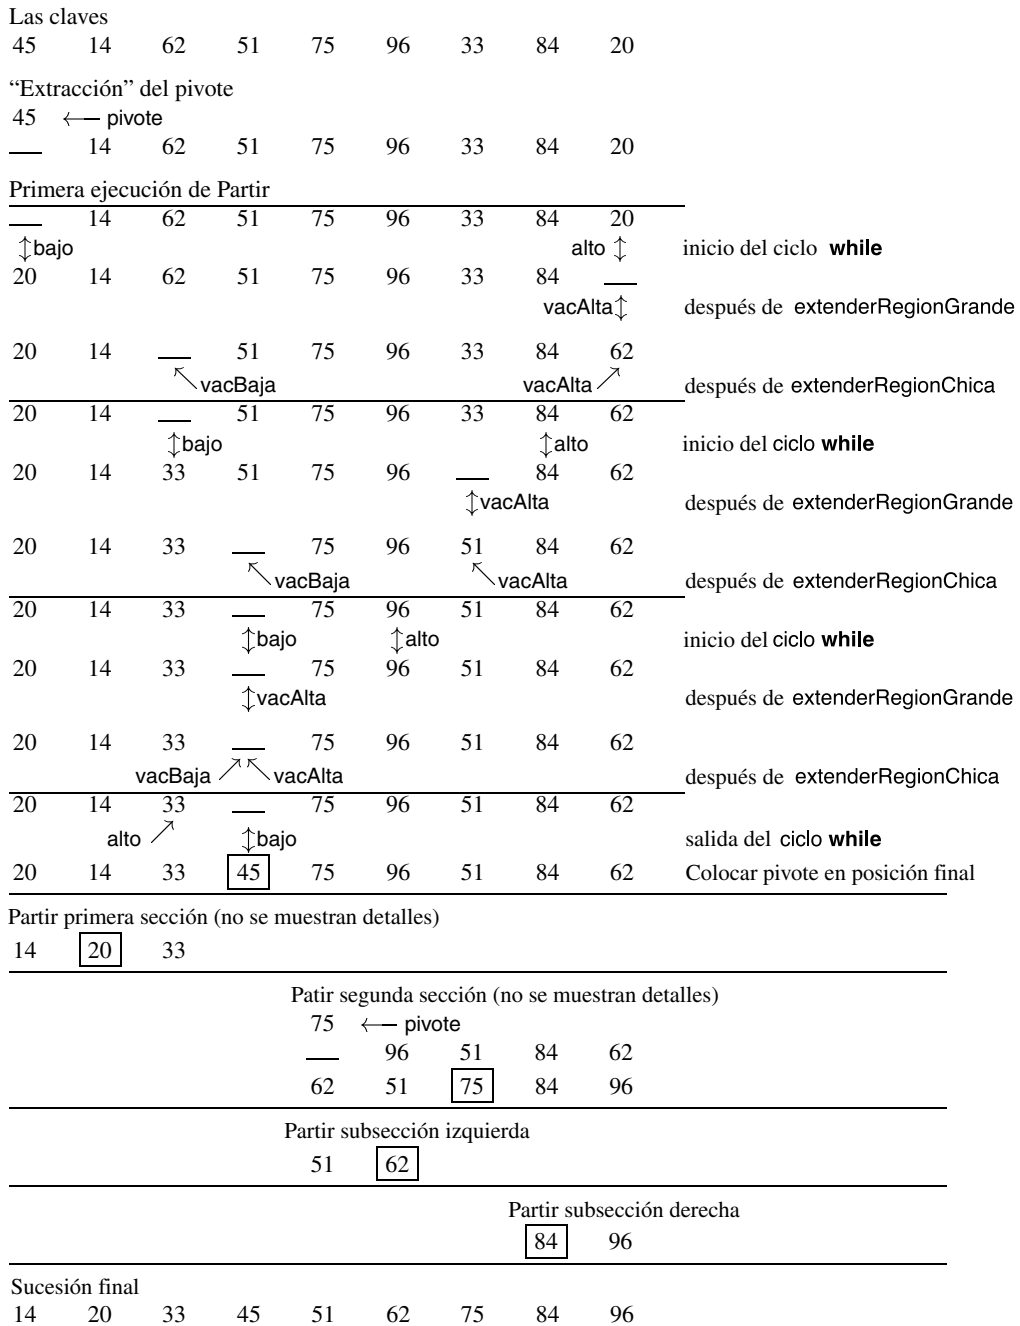 Las claves
45 14 62 51 75 96 33 84 20
“Extracción” del pivote
45 ←— pivote
__ 14 62 51 75 96 33 84 20
Primera ejecución de Partir
__ 14 62 51 75 96 33 84 20
↕bajo alto ↕ inicio del ciclo while
20 14 62 51 75 96 33 84 __
vacAlta↕ después de extenderRegionGrande
20 14 __ 51 75 96 33 84 62
vacBaja vacAlta después de extenderRegionChica
20 14 __ 51 75 96 33 84 62
↕bajo ↕alto inicio del ciclo while
20 14 33 51 75 96 __ 84 62
↕vacAlta después de extenderRegionGrande
20 14 33 __ 75 96 51 84 62
vacBaja vacAlta después de extenderRegionChica
20 14 33 __ 75 96 51 84 62
↕bajo ↕alto inicio del ciclo while
20 14 33 __ 75 96 51 84 62
↕vacAlta después de extenderRegionGrande
20 14 33 __ 75 96 51 84 62
vacBaja vacAlta después de extenderRegionChica
20 14 33 __ 75 96 51 84 62
alto ↕bajo salida del ciclo while
20 14 33 45 75 96 51 84 62 Colocar pivote en posición final
Partir primera sección (no se muestran detalles)
14 20 33
Patir segunda sección (no se muestran detalles)
75 ←— pivote
__ 96 51 84 62
62 51 75 84 96
Partir subsección izquierda
51 62
Partir subsección derecha
84 96
Sucesión final
14 20 33 45 51 62 75 84 96